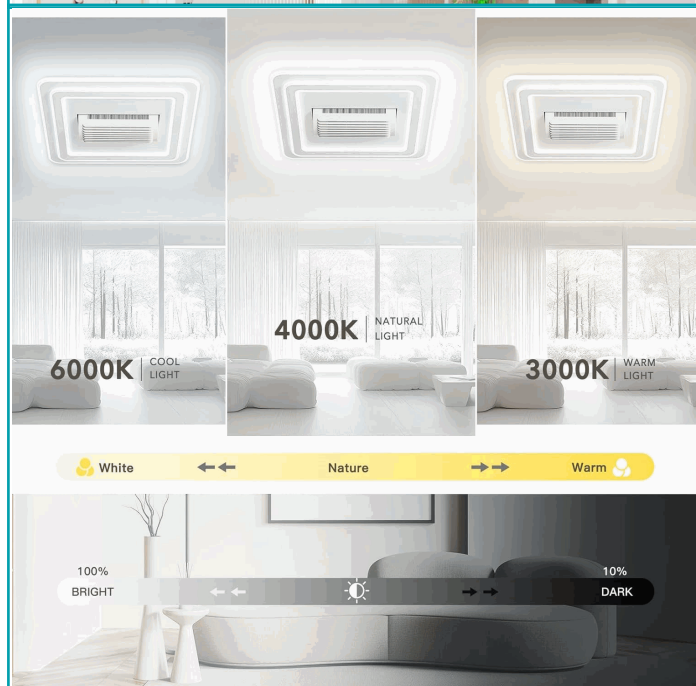 6000K
COOL
LIGHT
4000K
NATURAL
LIGHT
3000K
WARM
LIGHT
White
Nature
Warm
100%
BRIGHT
10%
DARK